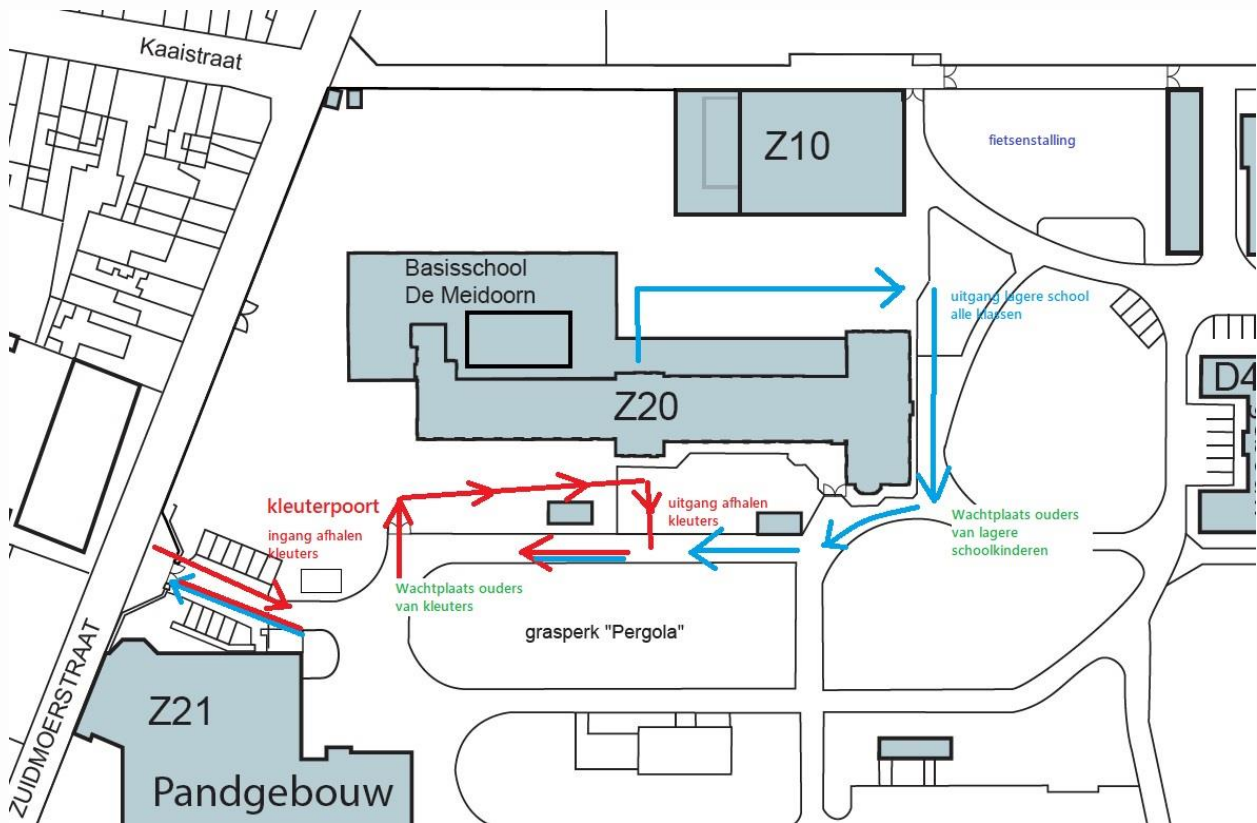 Kaaistraat
Z10
fietsenstalling
Basisschool
De Meidoorn
uitgang lagere school
alle klassen
D4
Z20
kleuterpoort
ingang afhalen
kleuters
uitgang afhalen
kleuters
Wachtplaats ouders
van lagere
schoolkinderen
Wachtplaats ouders
van kleuters
grasperk "Pergola"
ZUIDMOERSTRAAT
Z21
Pandgebouw